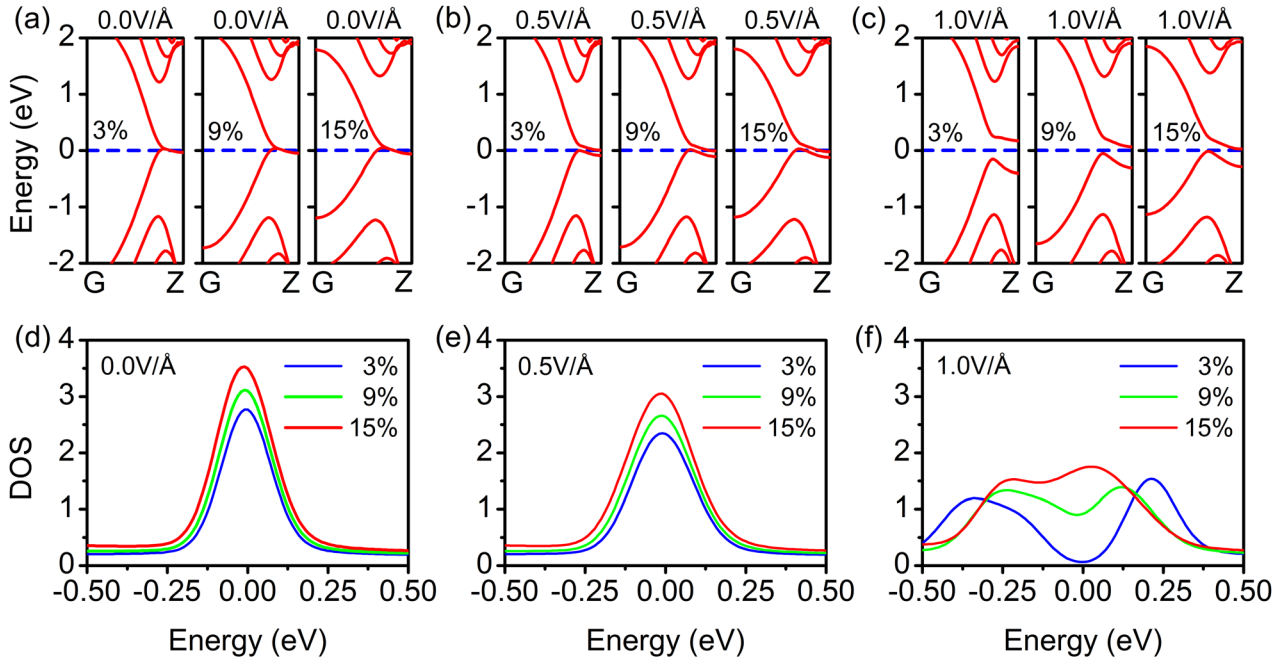 (a) 0.0V/Å 0.0V/Å 0.0V/Å (b) 0.5V/Å 0.5V/Å 0.5V/Å (c) 1.0V/Å 1.0V/Å 1.0V/Å
2 2 2
1 1 1
3% 9% 15% 3% 9% 15% 3% 9% 15%
0 0 0
Energy (eV)
-1 -1 -1
-2 -2 -2
G Z G Z G Z G Z G Z G Z G Z G Z G Z
(d) (e) (f)
4 4 4
0.0V/Å 3% 0.5V/Å 3% 1.0V/Å 3%
9% 9% 9%
3 3 3
15% 15% 15%
DOS
2 2 2
1 1 1
0 0 0
-0.50 -0.25 0.00 0.25 0.50 -0.50 -0.25 0.00 0.25 0.50 -0.50 -0.25 0.00 0.25 0.50
Energy (eV) Energy (eV) Energy (eV)